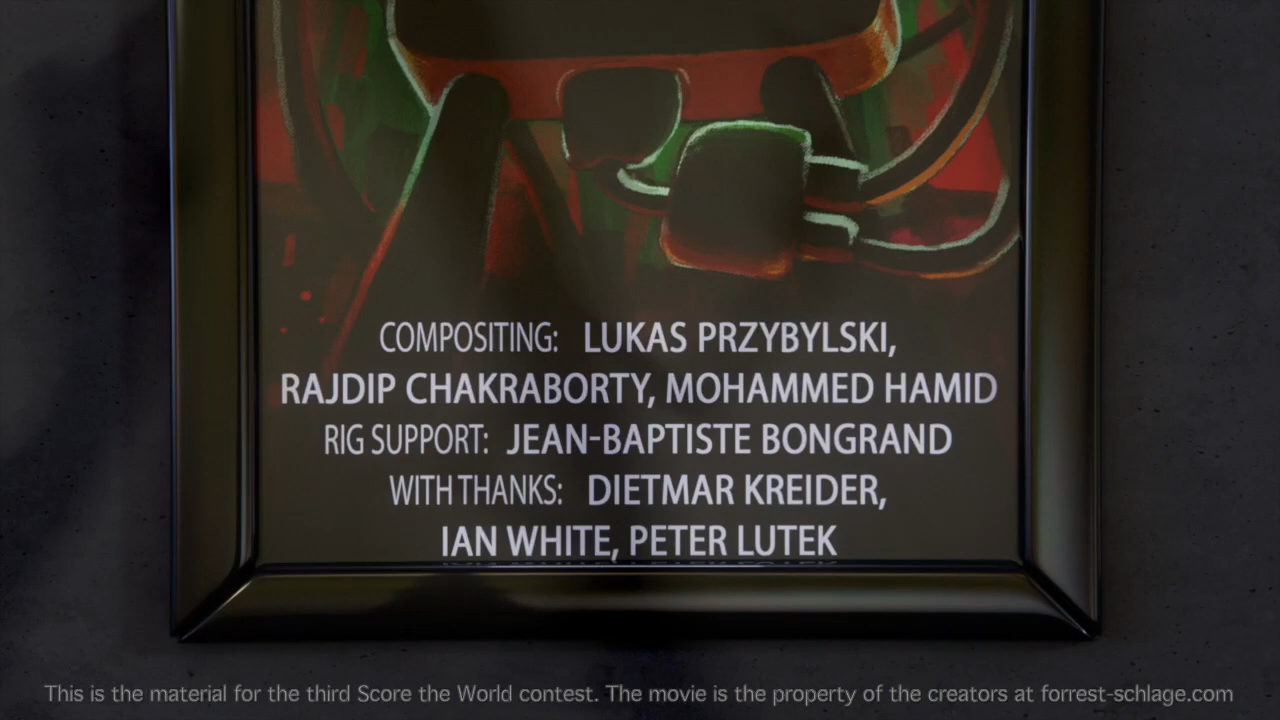 COMPOSITING: LUKAS PRZYBYLSKI,
RAJDIP CHAKRABORTY, MOHAMMED HAMID
RIG SUPPORT: JEAN-BAPTISTE BONGRAND
WITH THANKS: DIETMAR KREIDER,
IAN WHITE, PETER LUTEK
This is the material for the third Score the World contest. The movie is the property of the creators at forrest-schlage.com